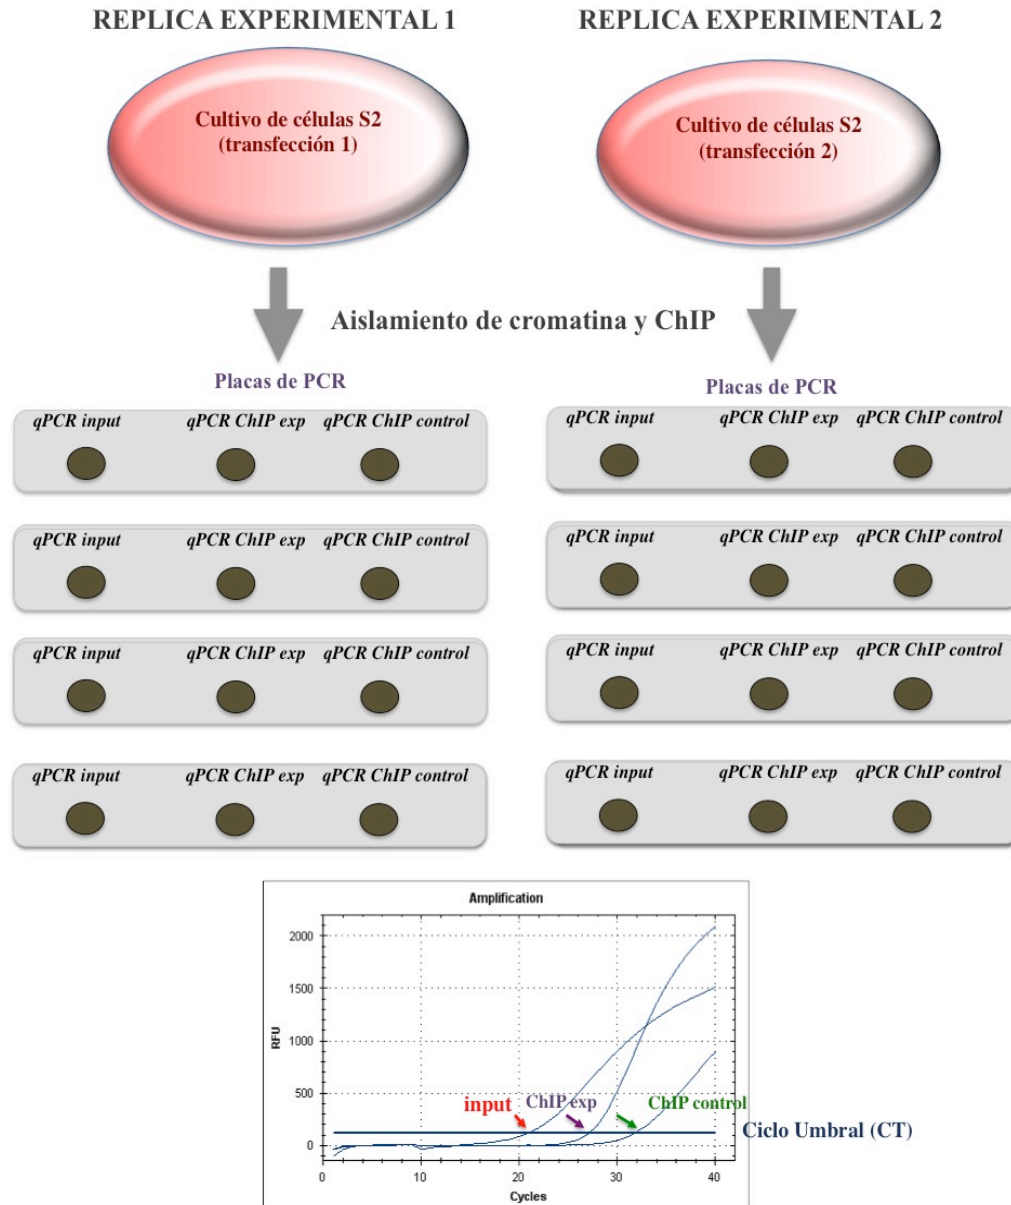 REPLICA EXPERIMENTAL 1
REPLICA EXPERIMENTAL 2
Cultivo de células S2
(transfección 1)
Cultivo de células S2
(transfección 2)
Aislamiento de cromatina y ChIP
Placas de PCR
Placas de PCR
qPCR input qPCR ChIP exp qPCR ChIP control
qPCR input qPCR ChIP exp qPCR ChIP control
qPCR input qPCR ChIP exp qPCR ChIP control
qPCR input qPCR ChIP exp qPCR ChIP control
qPCR input qPCR ChIP exp qPCR ChIP control
qPCR input qPCR ChIP exp qPCR ChIP control
qPCR input qPCR ChIP exp qPCR ChIP control
qPCR input qPCR ChIP exp qPCR ChIP control
Amplification
2000
1500
1000
500
0
RFU
input
ChIP exp
ChIP control
Ciclo Umbral (CT)
0 10 20 30 40
Cycles